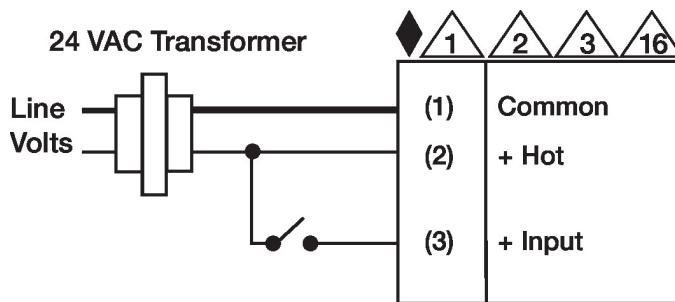 24 VAC Transformer
1 2 3 16
Line
Volts
(1) Common
(2) + Hot
(3) + Input